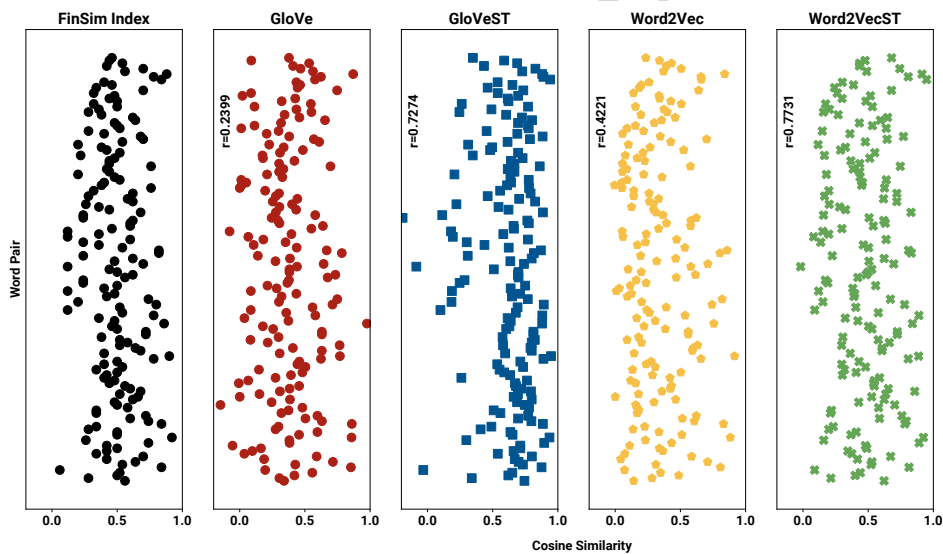 FinSim Index
GloVe
GloVeST
Word2Vec
Word2VecST
Word Pair
r=0.2399
r=0.7274
r=0.4221
r=0.7731
0.0 0.5 1.0
0.0 0.5 1.0
0.0 0.5 1.0
0.0 0.5 1.0
0.0 0.5 1.0
Cosine Similarity